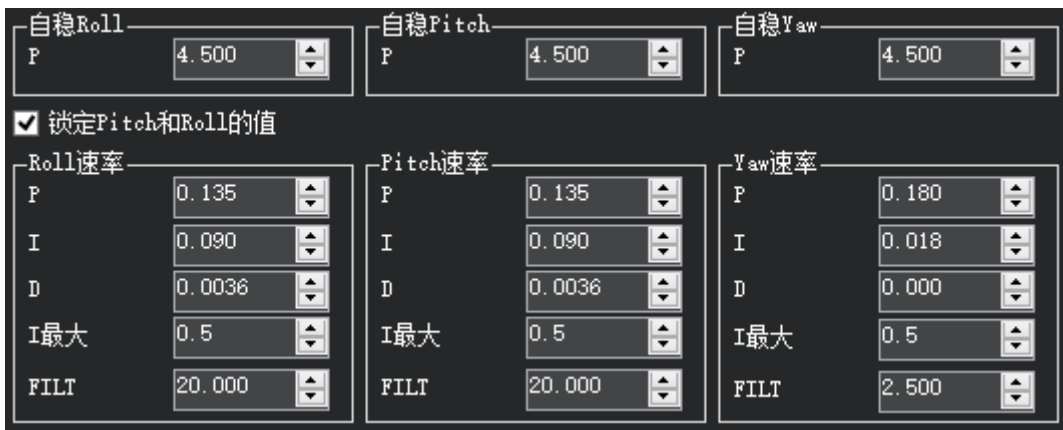 自稳Roll 自稳Pitch 自稳Yaw
P 4.500 P 4.500 P 4.500
锁定Pitch和Roll的值
Roll速率 Pitch速率 Yaw速率
P 0.135 P 0.135 P 0.180
I 0.090 I 0.090 I 0.018
D 0.0036 D 0.0036 D 0.000
I最大 0.5 I最大 0.5 I最大 0.5
FILT 20.000 FILT 20.000 FILT 2.500